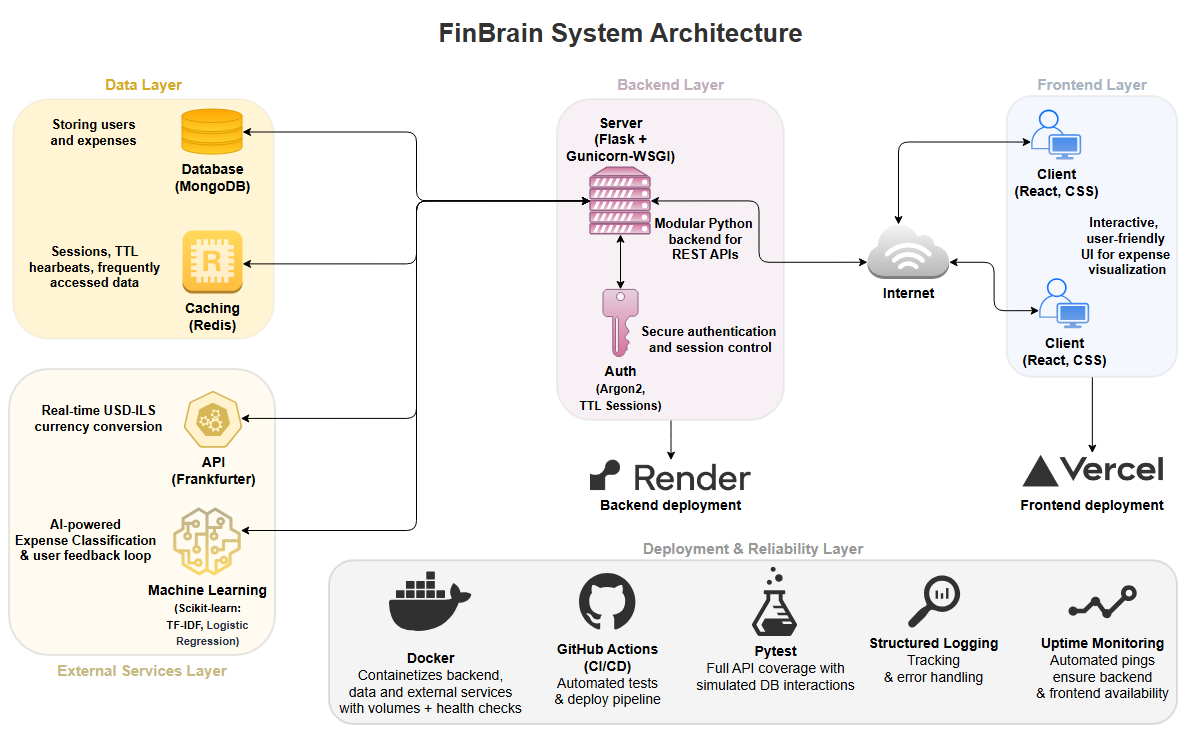 FinBrain System Architecture
Data Layer
Storing users
and expenses
Database
(MongoDB)
Sessions, TTL
hearbeats, frequently
accessed data
R
Caching
(Redis)
Real-time USD-ILS
currency conversion
API
(Frankfurter)
AI-powered
Expense Classification
& user feedback loop
Machine Learning
(Scikit-learn:
TF-IDF, Logistic
Regression)
External Services Layer
Backend Layer
Server
(Flask +
Gunicorn-WSGI)
Modular Python
backend for
REST APIs
Secure authentication
and session control
Auth
(Argon2,
TTL Sessions)
Render
Backend deployment
Internet
Frontend Layer
Client
(React, CSS)
Interactive,
user-friendly
UI for expense
visualization
Client
(React, CSS)
Vercel
Frontend deployment
Deployment & Reliability Layer
Docker
Containetizes backend,
data and external services
with volumes + health checks
GitHub Actions
(CI/CD)
Automated tests
& deploy pipeline
Pytest
Full API coverage with
simulated DB interactions
Structured Logging
Tracking
& error handling
Uptime Monitoring
Automated pings
ensure backend
& frontend availability